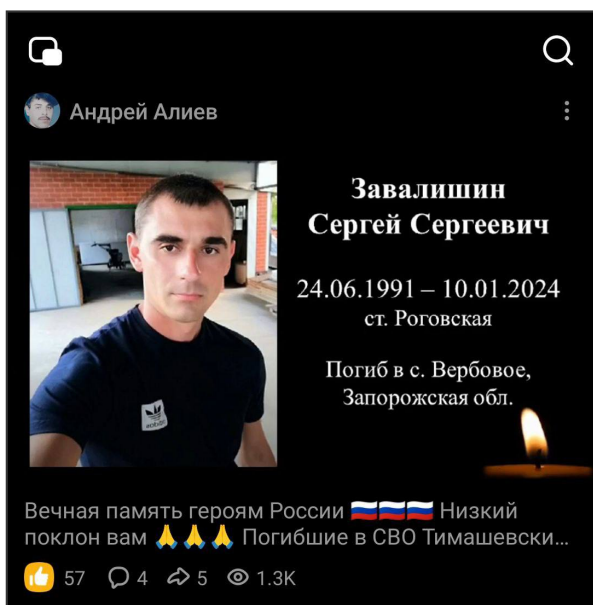 Андрей Алиев
Завалишин
Сергей Сергеевич
24.06.1991 – 10.01.2024
ст. Роговская
Погиб в с. Вербовое,
Запорожская обл.
Вечная память героям России 🇷🇺🇷🇺🇷🇺 Низкий
поклон вам 🙏🙏🙏 Погибшие в СВО Тимашевски...
57 4 5 1.3K